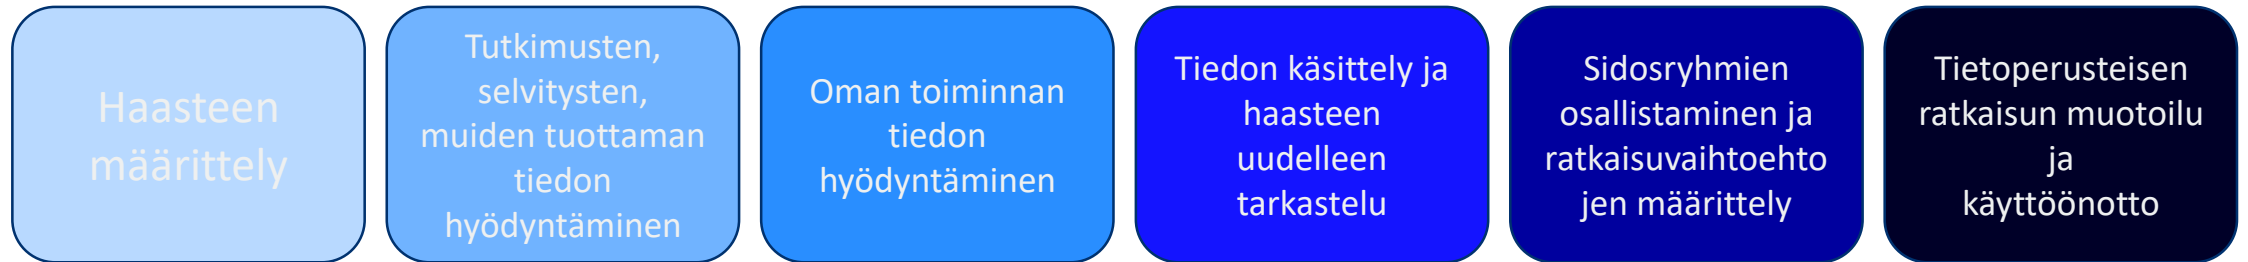 Haasteen
määrittely
Tutkimusten,
selvitysten,
muiden tuottaman
tiedon
hyödyntäminen
Oman toiminnan
tiedon
hyödyntäminen
Tiedon käsittely ja
haasteen
uudelleen
tarkastelu
Sidosryhmien
osallistaminen ja
ratkaisuvaihtoehto
jen määrittely
Tietoperusteisen
ratkaisun muotoilu
ja
käyttöönotto